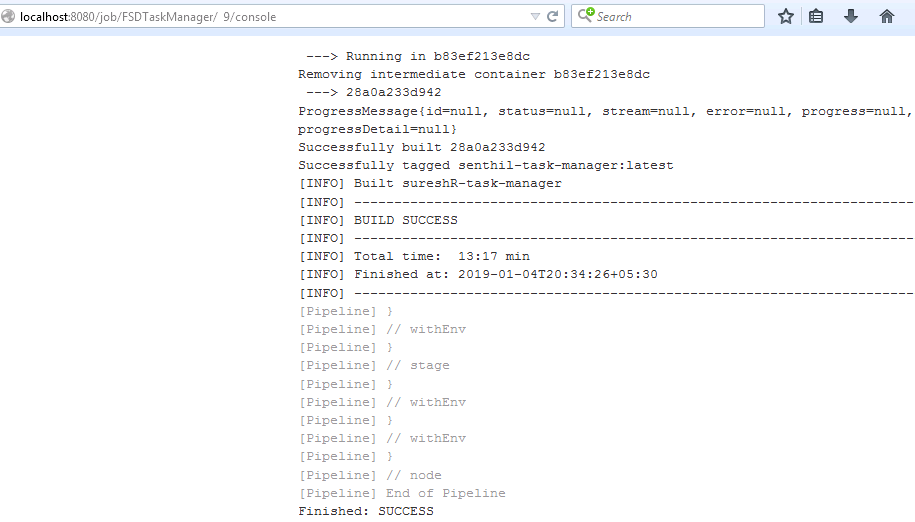 localhost:8080/job/FSDTaskManager/ 9/console
Search
---> Running in b83ef213e8dc
Removing intermediate container b83ef213e8dc
---> 28a0a233d942
ProgressMessage{id=null, status=null, stream=null, error=null, progress=null,
progressDetail=null}
Successfully built 28a0a233d942
Successfully tagged senthil-task-manager:latest
[INFO] Built sureshR-task-manager
[INFO] ----------------------------------------------------------------------
[INFO] BUILD SUCCESS
[INFO] ----------------------------------------------------------------------
[INFO] Total time:  13:17 min
[INFO] Finished at: 2019-01-04T20:34:26+05:30
[INFO] ----------------------------------------------------------------------
[Pipeline] }
[Pipeline] // withEnv
[Pipeline] }
[Pipeline] // stage
[Pipeline] }
[Pipeline] // withEnv
[Pipeline] }
[Pipeline] // withEnv
[Pipeline] }
[Pipeline] // node
[Pipeline] End of Pipeline
Finished: SUCCESS